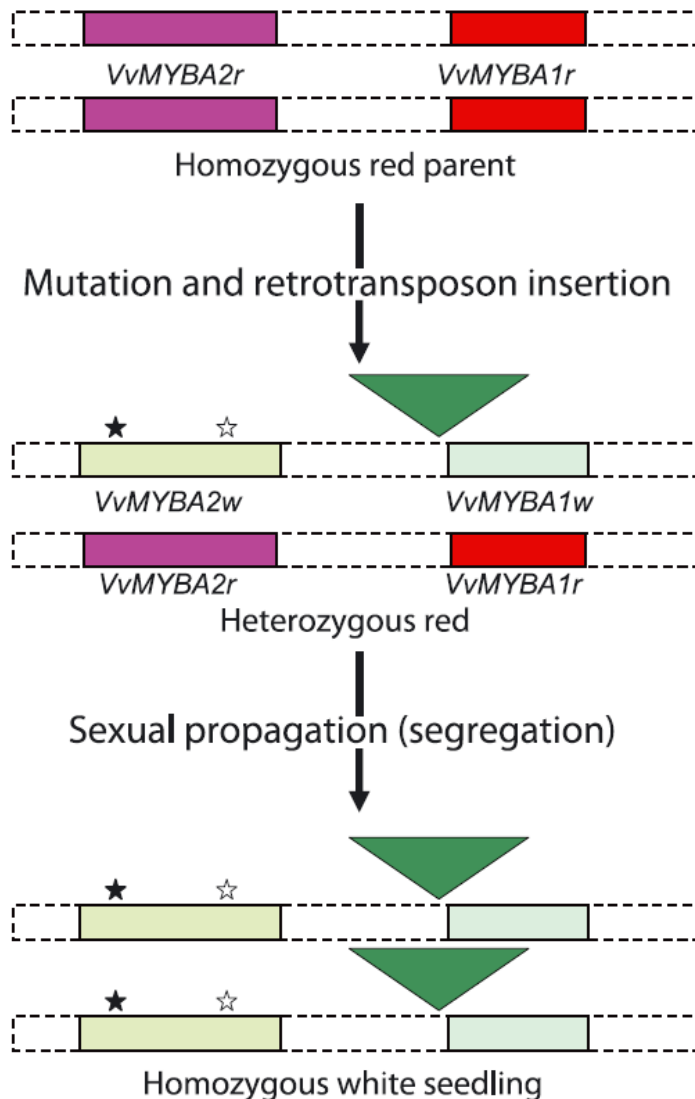 VvMYBA2r VvMYBA1r
Homozygous red parent
Mutation and retrotransposon insertion
VvMYBA2w VvMYBA1w
VvMYBA2r VvMYBA1r
Heterozygous red
Sexual propagation (segregation)
Homozygous white seedling